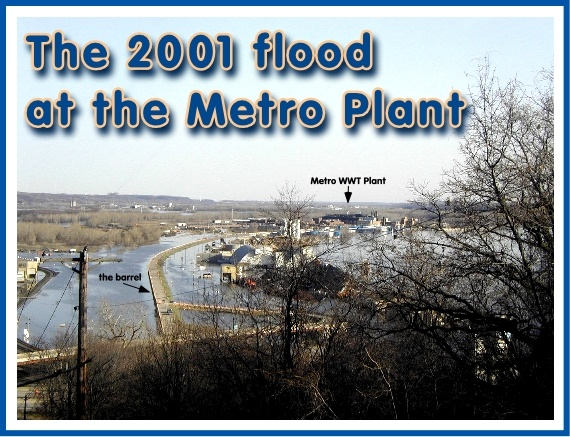 The 2001 flood
at the Metro Plant
Metro WWT Plant
the barrel